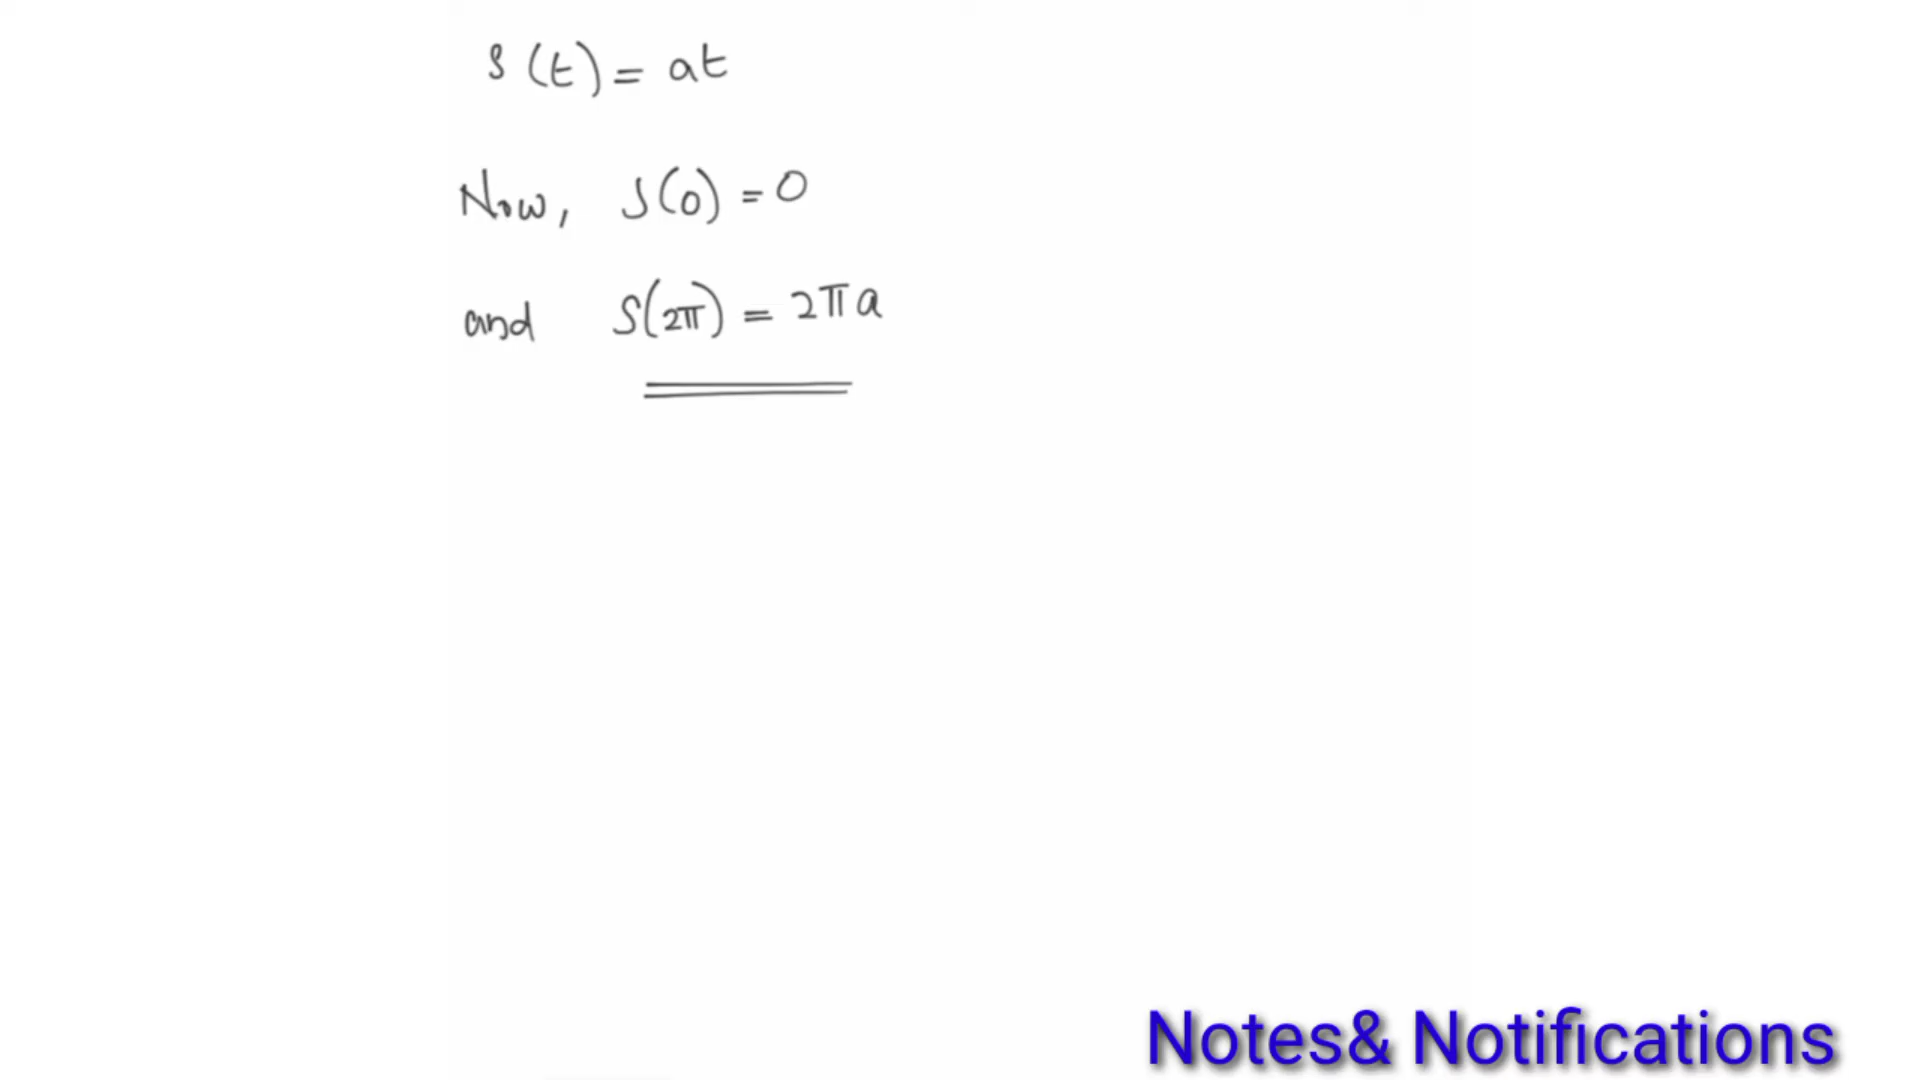 s(t) = at
Now, s(0) = 0
and s(2π) = 2πa
Notes& Notifications